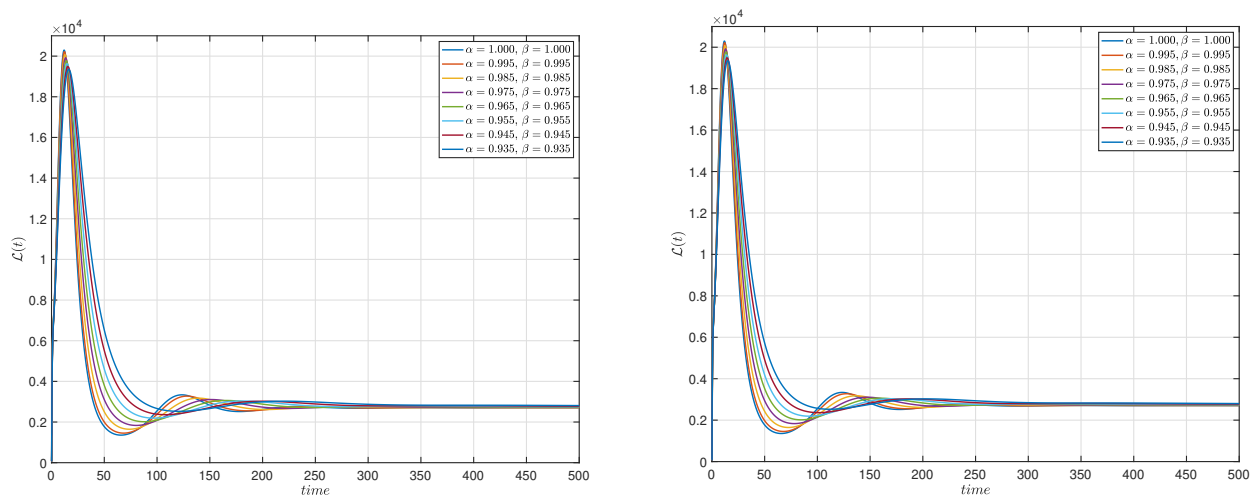 ×10⁴
2
1.8
1.6
1.4
1.2
1
0.8
0.6
0.4
0.2
0
ℒ(t)
0 50 100 150 200 250 300 350 400 450 500
time
α = 1.000, β = 1.000
α = 0.995, β = 0.995
α = 0.985, β = 0.985
α = 0.975, β = 0.975
α = 0.965, β = 0.965
α = 0.955, β = 0.955
α = 0.945, β = 0.945
α = 0.935, β = 0.935
×10⁴
2
1.8
1.6
1.4
1.2
1
0.8
0.6
0.4
0.2
0
ℒ(t)
0 50 100 150 200 250 300 350 400 450 500
time
α = 1.000, β = 1.000
α = 0.995, β = 0.995
α = 0.985, β = 0.985
α = 0.975, β = 0.975
α = 0.965, β = 0.965
α = 0.955, β = 0.955
α = 0.945, β = 0.945
α = 0.935, β = 0.935